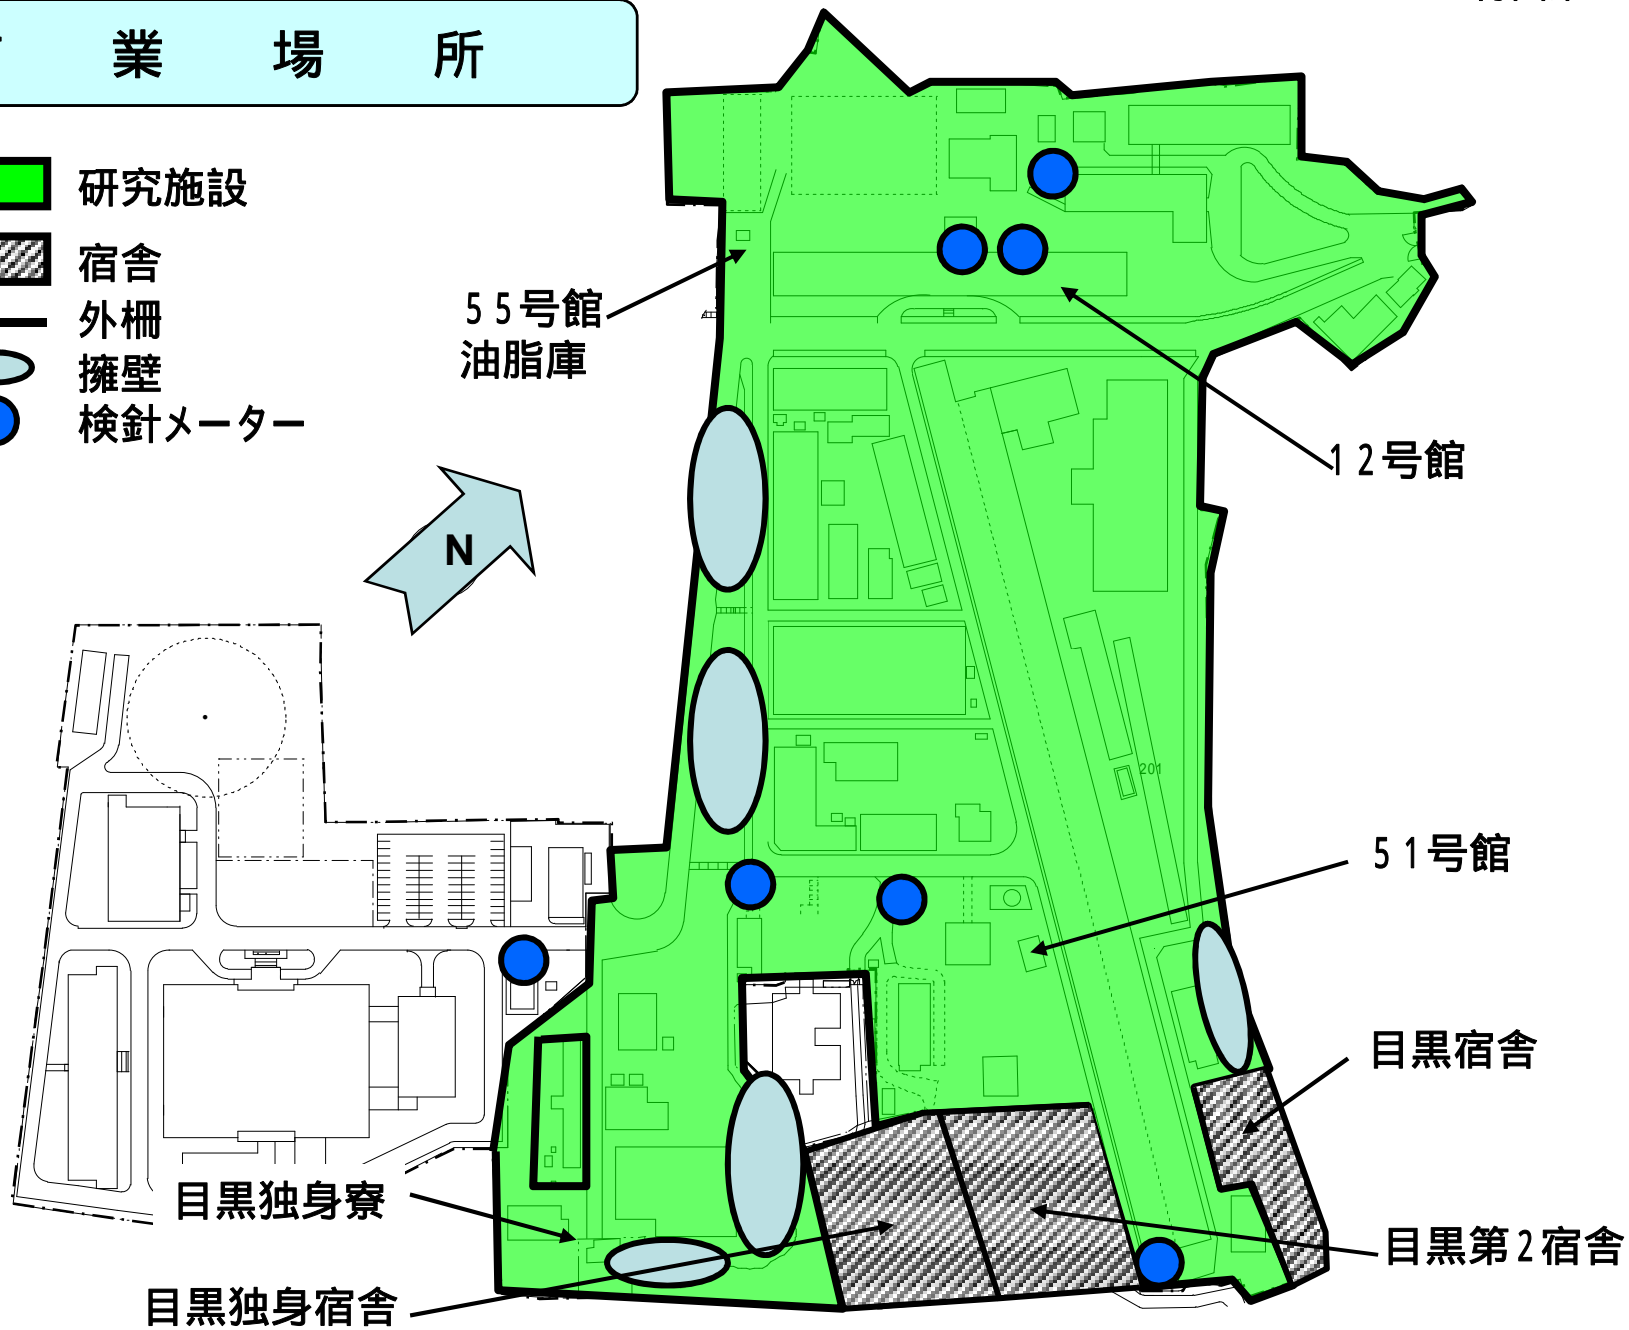 業 場 所
研究施設
宿舎
外柵
擁壁
検針メーター
55号館
油脂庫
12号館
N
201
51号館
目黒宿舎
目黒独身寮
目黒第2宿舎
目黒独身宿舎